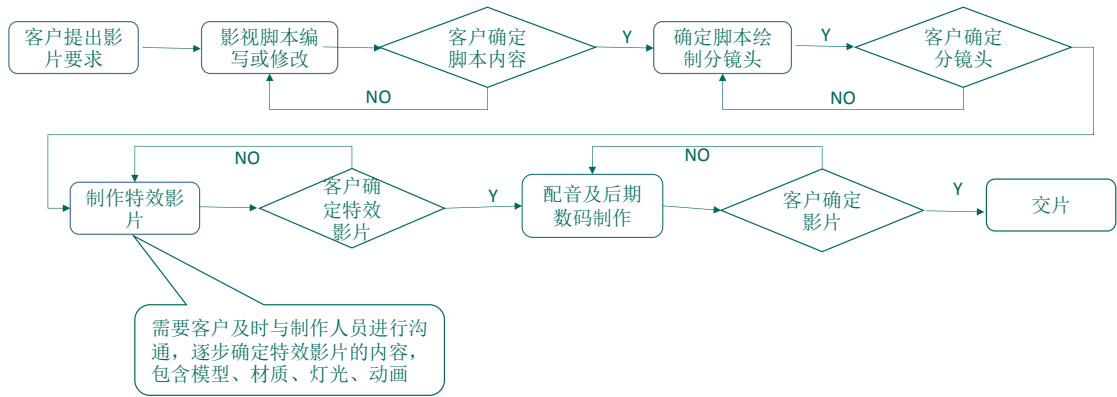 客户提出影
片要求
影视脚本编
写或修改
客户确定
脚本内容
Y
确定脚本绘
制分镜头
Y
客户确定
分镜头
NO
NO
NO
NO
制作特效影
片
客户确
定特效
影片
Y
配音及后期
数码制作
客户确定
影片
Y
交片
需要客户及时与制作人员进行沟
通，逐步确定特效影片的内容，
包含模型、材质、灯光、动画